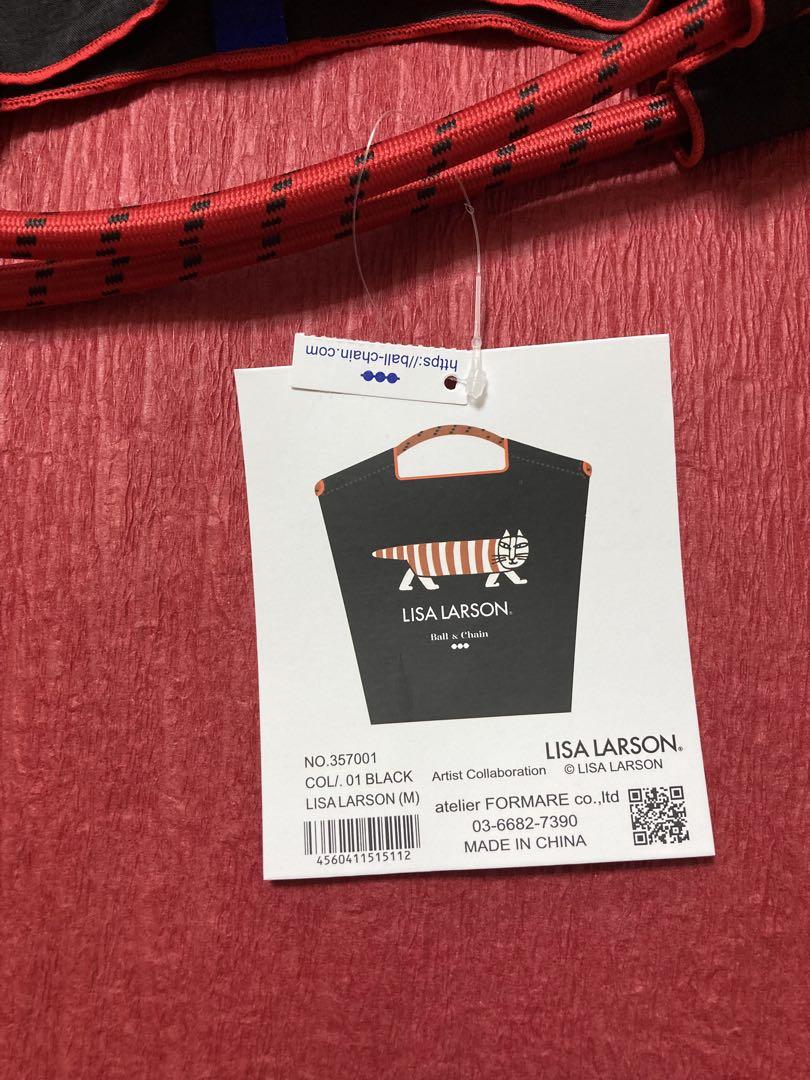 https://ball-chain.com
LISA LARSON®
Ball & Chain
NO.357001
COL/. 01 BLACK
LISA LARSON (M)
4560411515112
LISA LARSON®
Artist Collaboration © LISA LARSON
atelier FORMARE co.,ltd
03-6682-7390
MADE IN CHINA